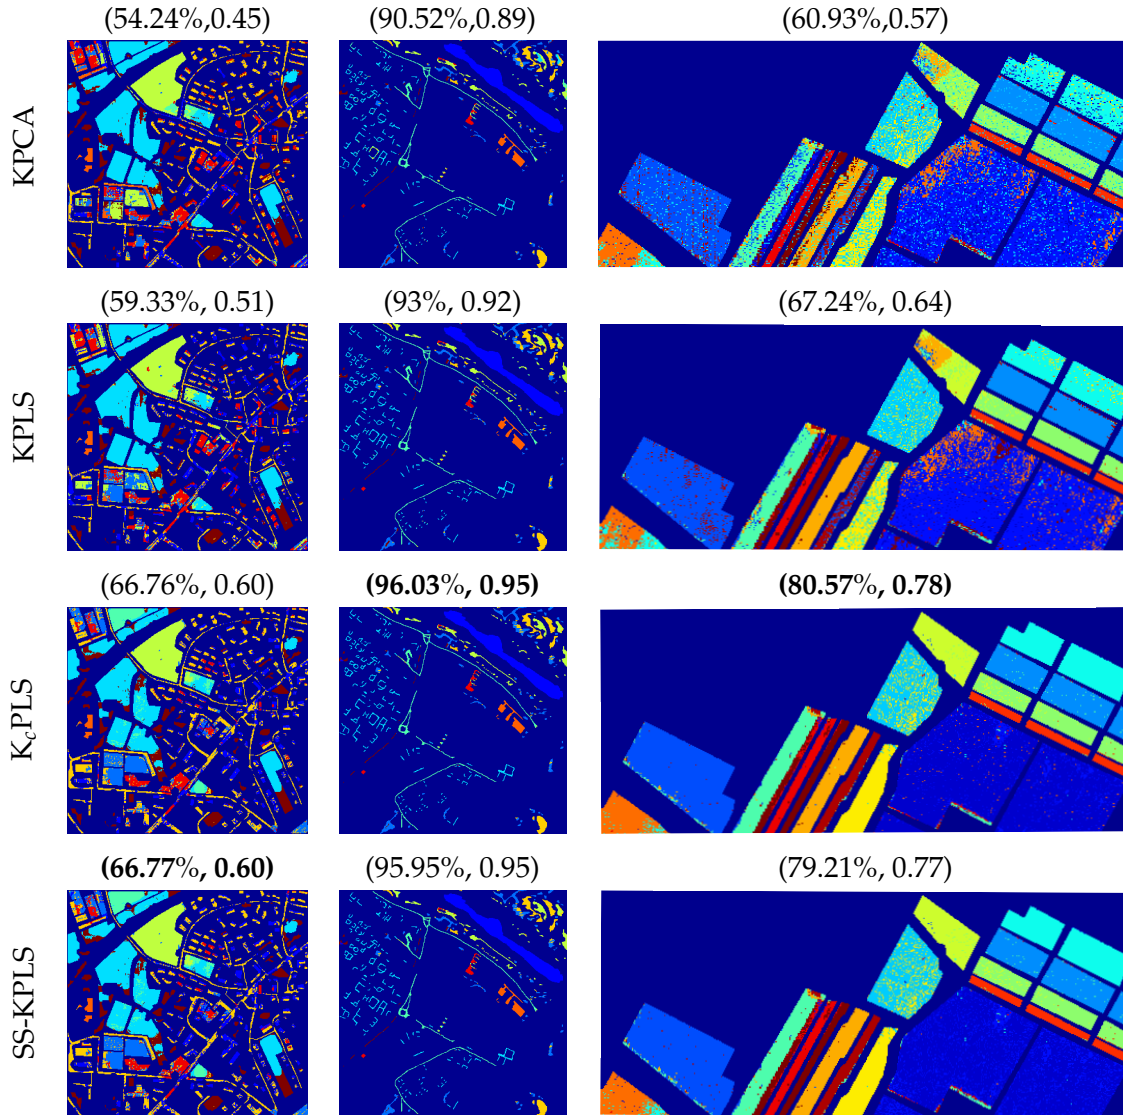 (54.24%,0.45) (90.52%,0.89) (60.93%,0.57)
KPCA
(59.33%, 0.51) (93%, 0.92) (67.24%, 0.64)
KPLS
(66.76%, 0.60) (96.03%, 0.95) (80.57%, 0.78)
KcPLS
(66.77%, 0.60) (95.95%, 0.95) (79.21%, 0.77)
SS-KPLS